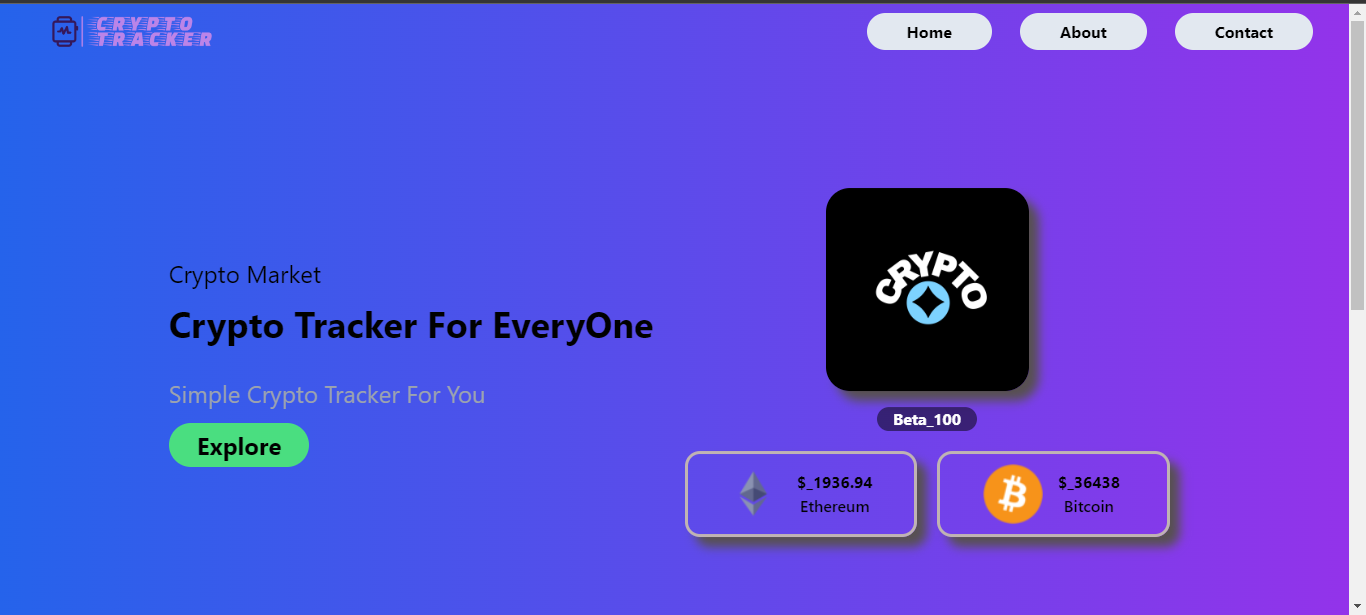 CRYPTO
TRACKER
Home
About
Contact
Crypto Market
Crypto Tracker For EveryOne
Simple Crypto Tracker For You
Explore
CRYPTO
Beta_100
$_1936.94
Ethereum
$_36438
Bitcoin